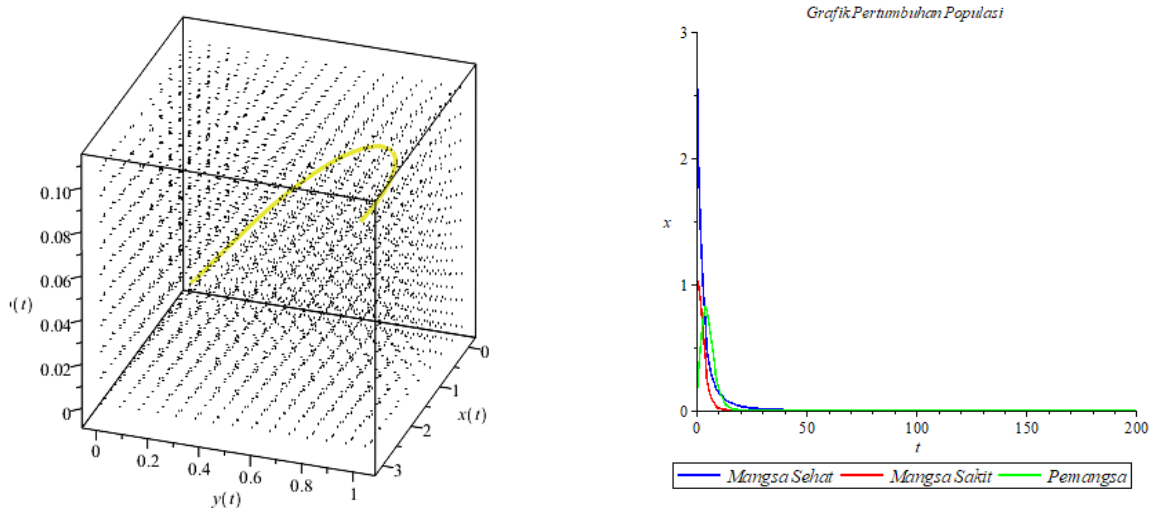 0.10
0.08
0.06
(t)
0.04
0.02
0
0 0.2 0.4 0.6 0.8 1
y(t)
0
1
x(t)
2
3
Grafik Pertumbuhan Populasi
3
2
x
1
0
0 50 100 150 200
t
Mangsa Sehat Mangsa Sakit Pemangsa